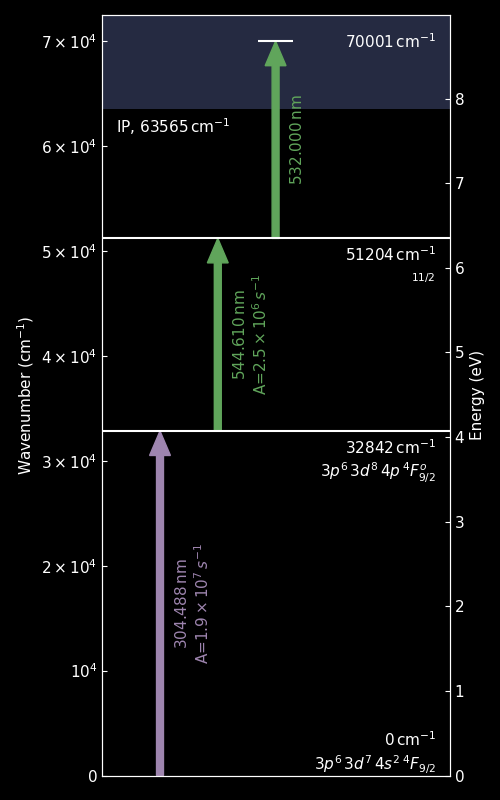 7 × 10⁴
70001 cm⁻¹
8
IP, 63565 cm⁻¹
532.000 nm
6 × 10⁴
7
5 × 10⁴
51204 cm⁻¹
11/2
6
544.610 nm
A=2.5 × 10⁶ s⁻¹
4 × 10⁴
5
Wavenumber (cm⁻¹)
Energy (eV)
4
32842 cm⁻¹
3p⁶ 3d⁸ 4p ⁴Fᵒ₉/₂
3 × 10⁴
3
304.488 nm
A=1.9 × 10⁷ s⁻¹
2 × 10⁴
2
10⁴
1
0 cm⁻¹
3p⁶ 3d⁷ 4s² ⁴F₉/₂
0
0